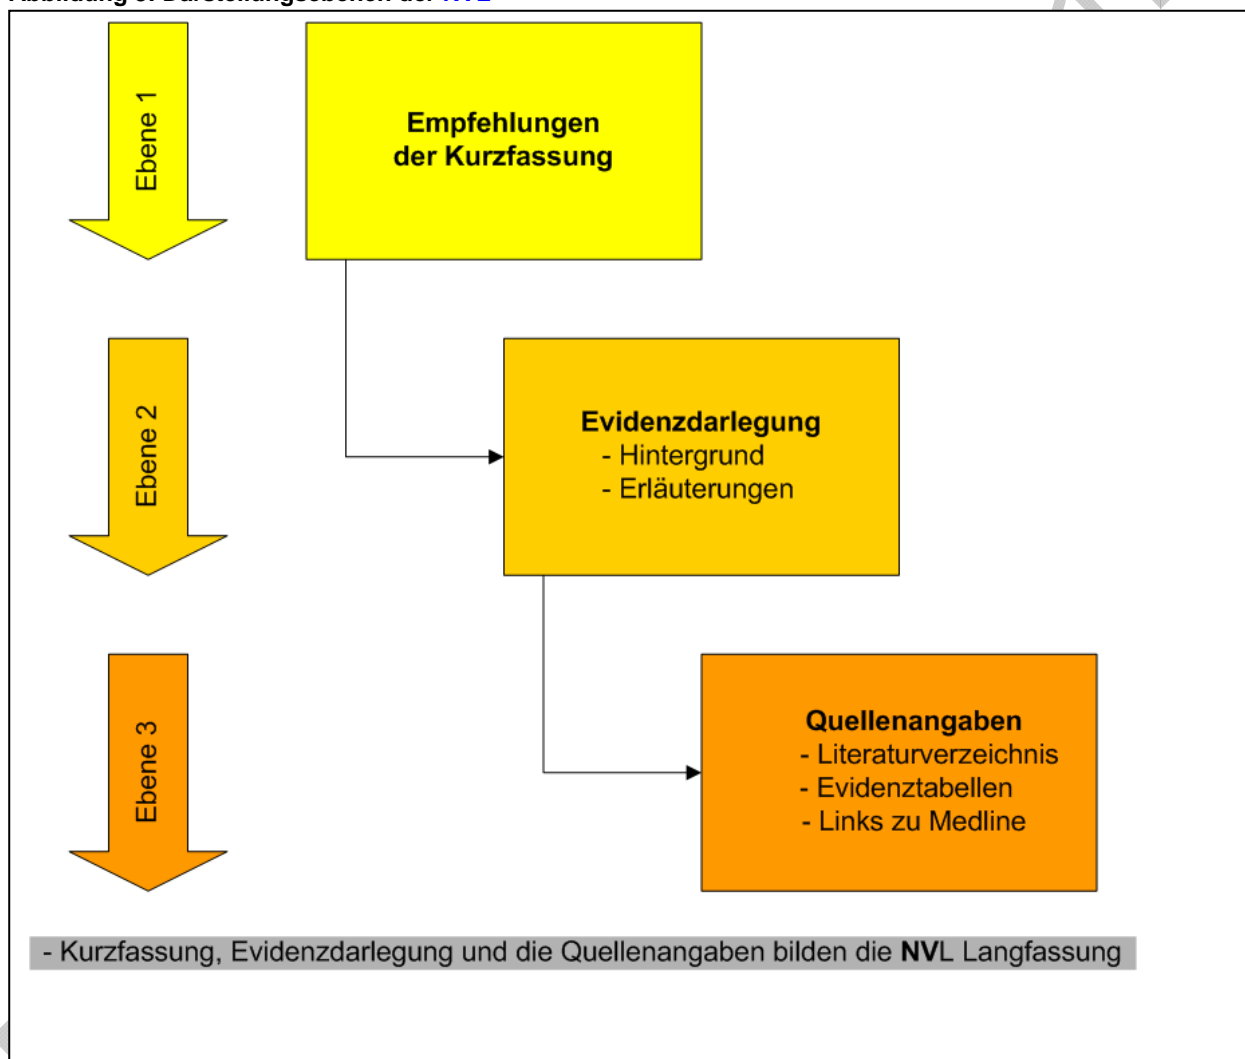 Ebene 1
Empfehlungen
der Kurzfassung
Ebene 2
Evidenzdarlegung
- Hintergrund
- Erläuterungen
Ebene 3
Quellenangaben
- Literaturverzeichnis
- Evidenztabellen
- Links zu Medline
- Kurzfassung, Evidenzdarlegung und die Quellenangaben bilden die NVL Langfassung